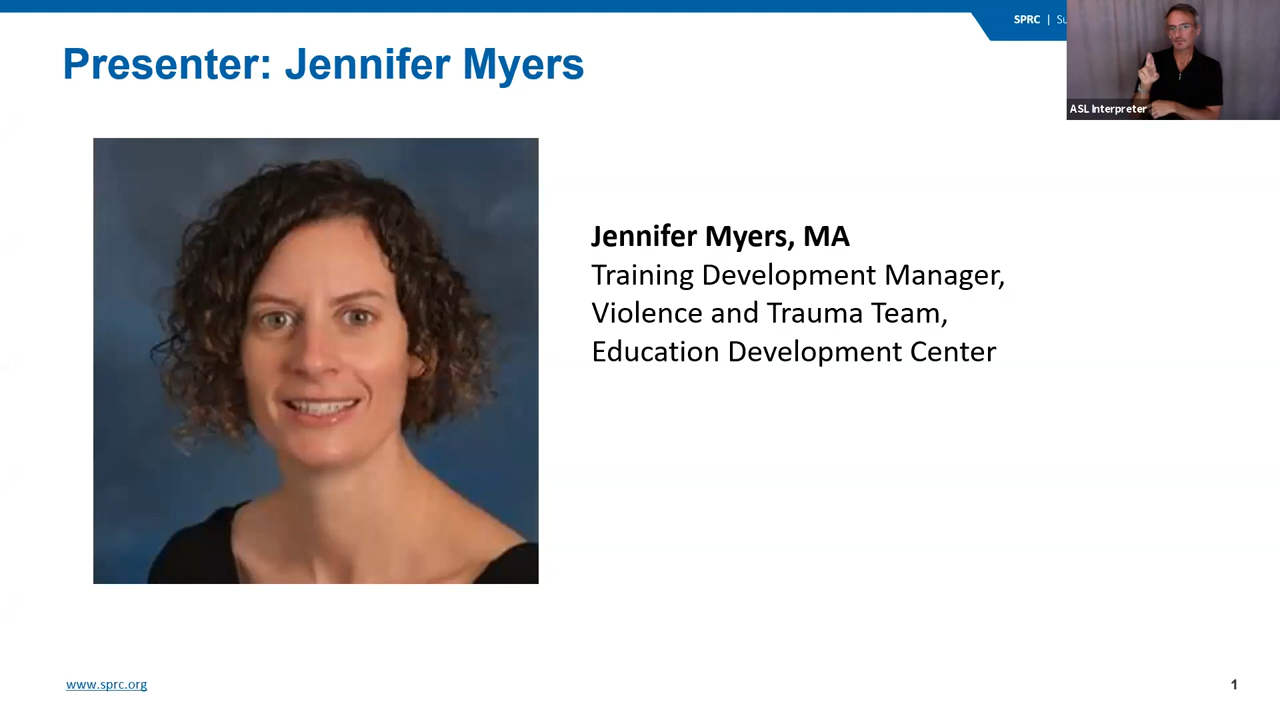 SPRC |
Presenter: Jennifer Myers
ASL Interpreter
Jennifer Myers, MA
Training Development Manager,
Violence and Trauma Team,
Education Development Center
www.sprc.org
1